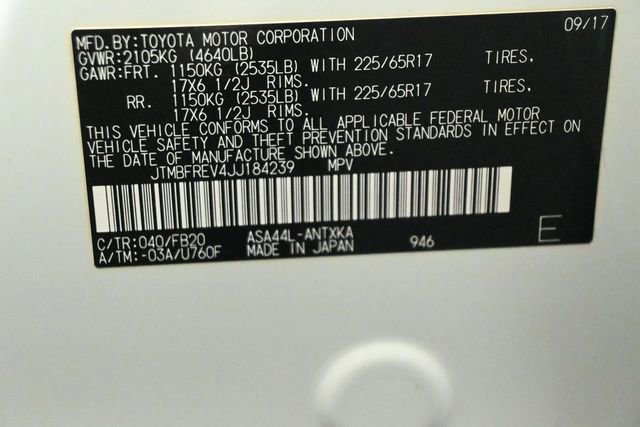 09/17
MFD.BY:TOYOTA MOTOR CORPORATION
GVWR:2105KG (4640LB)
GAWR:FRT. 1150KG (2535LB) WITH 225/65R17 TIRES.
17X6 1/2J RIMS.
RR. 1150KG (2535LB) WITH 225/65R17 TIRES.
17X6 1/2J RIMS.
THIS VEHICLE CONFORMS TO ALL APPLICABLE FEDERAL MOTOR
VEHICLE SAFETY AND THEFT PREVENTION STANDARDS IN EFFECT ON
THE DATE OF MANUFACTURE SHOWN ABOVE.
JTMBFREV4JJ184239 MPV
C/TR:040/FB20 ASA44L-ANTXKA 946 E
A/TM:-03A/U760F MADE IN JAPAN